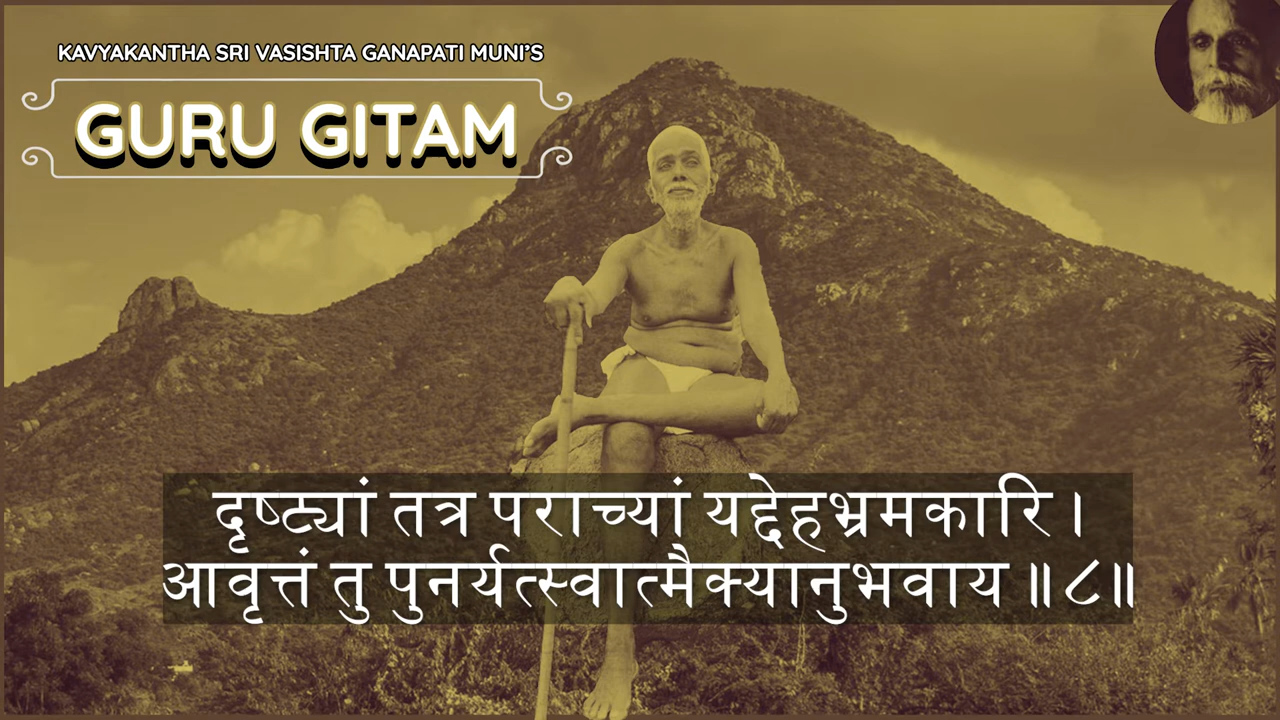 KAVYAKANTHA SRI VASISHTA GANAPATI MUNI'S
GURU GITAM
दृष्ट्यां तत्र पराच्यां यद्देहभ्रमकारि ।
आवृत्तं तु पुनर्यत्स्वात्मैक्यानुभवाय ॥८॥